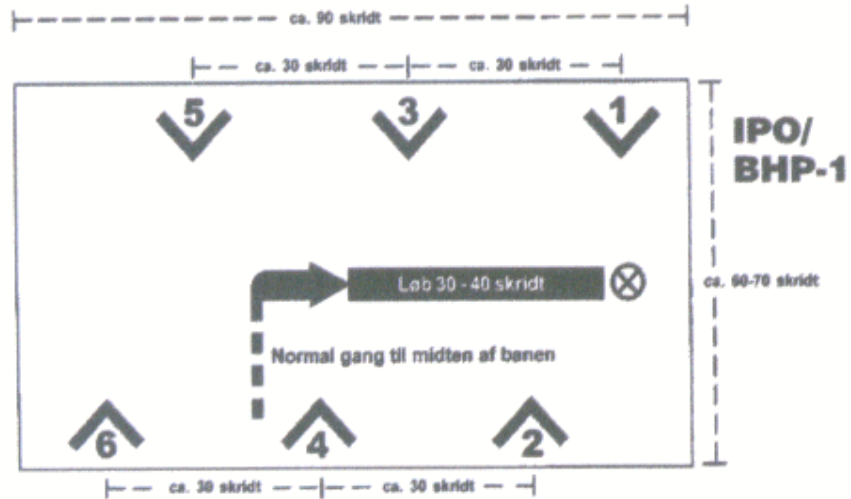 ca. 90 skridt
ca. 30 skridt
ca. 30 skridt
5
3
1
IPO/
BHP-1
Løb 30 - 40 skridt
ca. 60-70 skridt
Normal gang til midten af banen
6
4
2
ca. 30 skridt
ca. 30 skridt